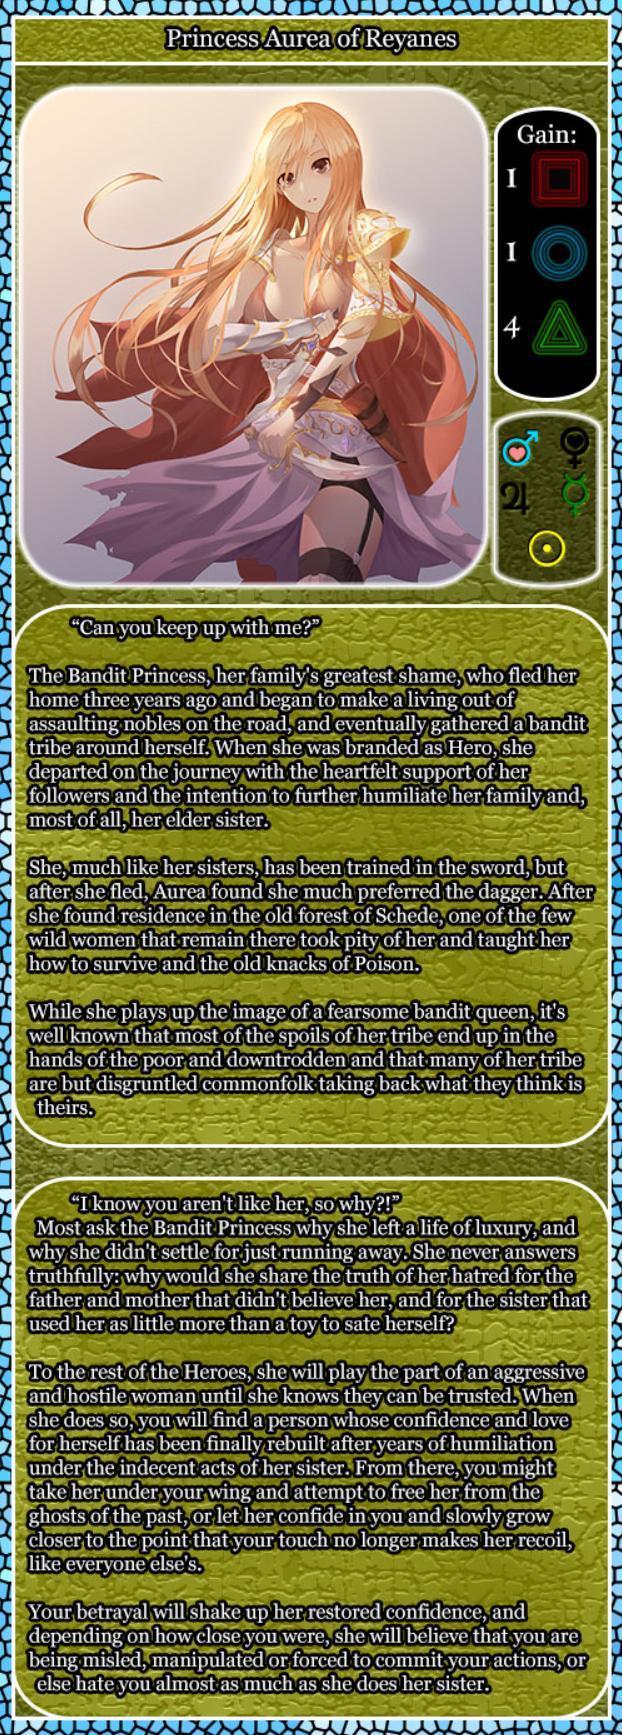 Princess Aurea of Reyanes
Gain:
1
1
4
“Can you keep up with me?”
The Bandit Princess, her family's greatest shame, who fled her
home three years ago and began to make a living out of
assaulting nobles on the road, and eventually gathered a bandit
tribe around herself. When she was branded as Hero, she
departed on the journey with the heartfelt support of her
followers and the intention to further humiliate her family and,
most of all, her elder sister.
She, much like her sisters, has been trained in the sword, but
after she fled, Aurea found she much preferred the dagger. After
she found residence in the old forest of Schede, one of the few
wild women that remain there took pity of her and taught her
how to survive and the old knacks of Poison.
While she plays up the image of a fearsome bandit queen, it's
well known that most of the spoils of her tribe end up in the
hands of the poor and downtrodden and that many of her tribe
are but disgruntled commonfolk taking back what they think is
theirs.
“I know you aren't like her, so why?!”
Most ask the Bandit Princess why she left a life of luxury, and
why she didn't settle for just running away. She never answers
truthfully: why would she share the truth of her hatred for the
father and mother that didn't believe her, and for the sister that
used her as little more than a toy to sate herself?
To the rest of the Heroes, she will play the part of an aggressive
and hostile woman until she knows they can be trusted. When
she does so, you will find a person whose confidence and love
for herself has been finally rebuilt after years of humiliation
under the indecent acts of her sister. From there, you might
take her under your wing and attempt to free her from the
ghosts of the past, or let her confide in you and slowly grow
closer to the point that your touch no longer makes her recoil,
like everyone else's.
Your betrayal will shake up her restored confidence, and
depending on how close you were, she will believe that you are
being misled, manipulated or forced to commit your actions, or
else hate you almost as much as she does her sister.